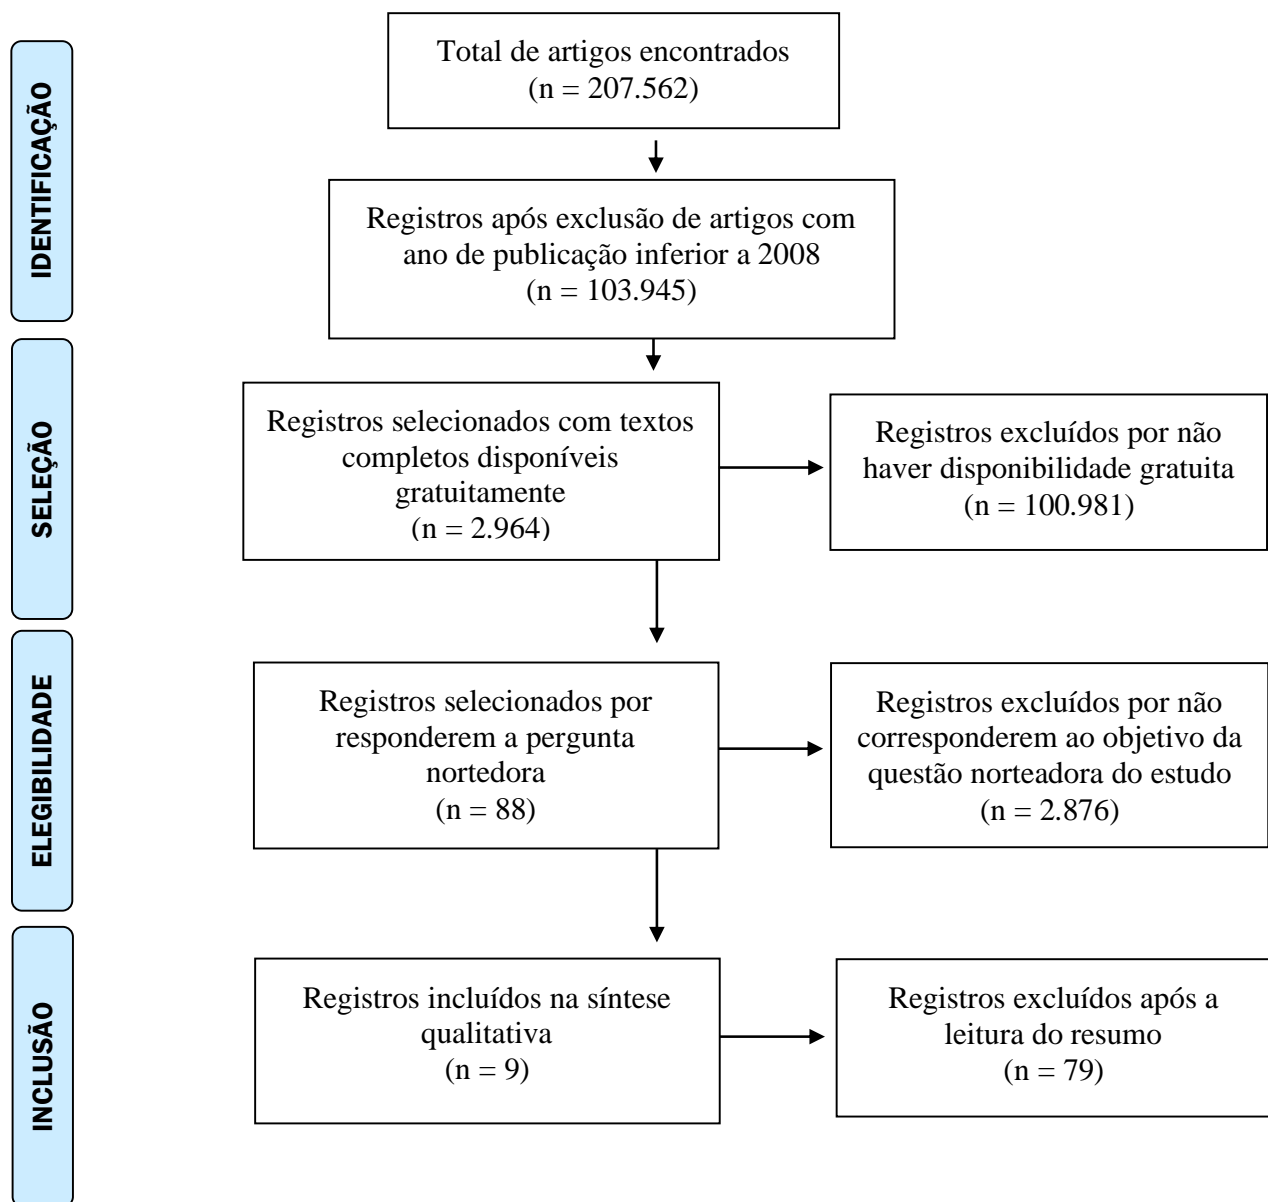 IDENTIFICAÇÃO
Total de artigos encontrados
(n = 207.562)
Registros após exclusão de artigos com
ano de publicação inferior a 2008
(n = 103.945)
SELEÇÃO
Registros selecionados com textos
completos disponíveis
gratuitamente
(n = 2.964)
Registros excluídos por não
haver disponibilidade gratuita
(n = 100.981)
ELEGIBILIDADE
Registros selecionados por
responderem a pergunta
nortedora
(n = 88)
Registros excluídos por não
corresponderem ao objetivo da
questão norteadora do estudo
(n = 2.876)
INCLUSÃO
Registros incluídos na síntese
qualitativa
(n = 9)
Registros excluídos após a
leitura do resumo
(n = 79)